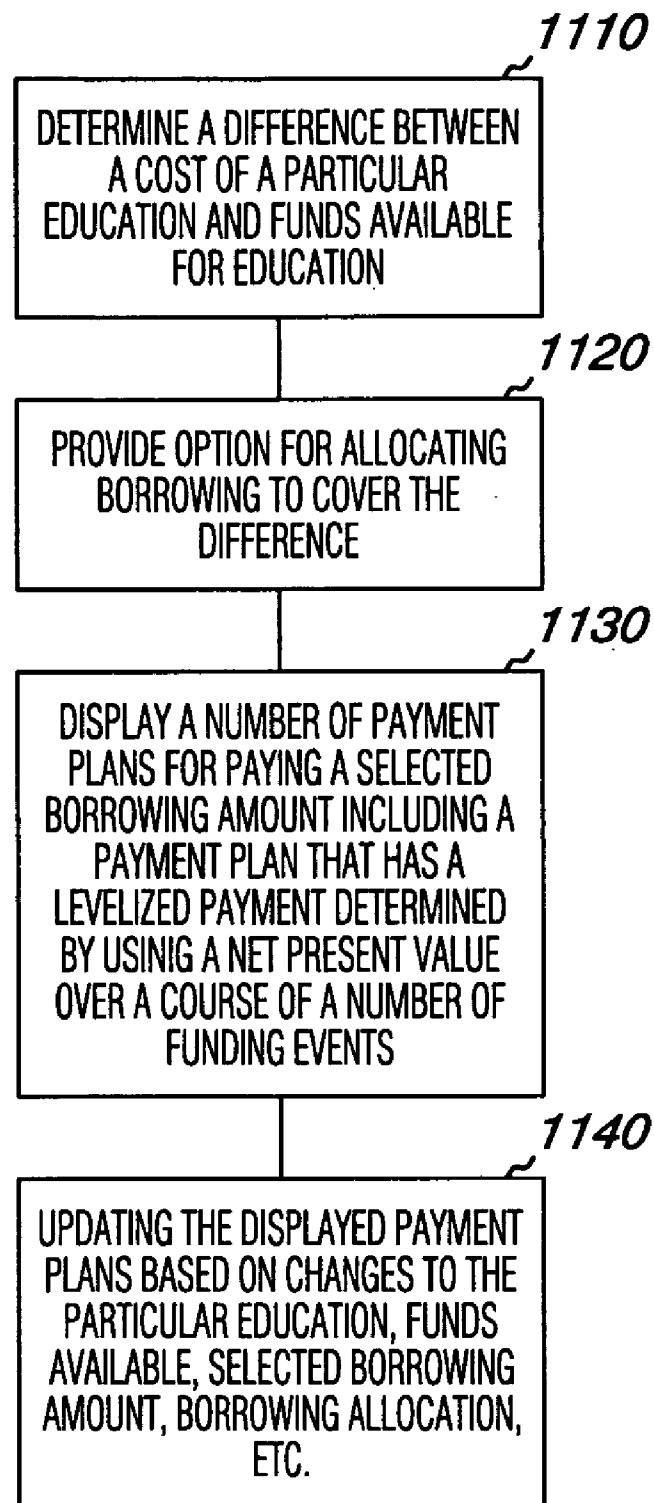 1110
DETERMINE A DIFFERENCE BETWEEN
A COST OF A PARTICULAR
EDUCATION AND FUNDS AVAILABLE
FOR EDUCATION
1120
PROVIDE OPTION FOR ALLOCATING
BORROWING TO COVER THE
DIFFERENCE
1130
DISPLAY A NUMBER OF PAYMENT
PLANS FOR PAYING A SELECTED
BORROWING AMOUNT INCLUDING A
PAYMENT PLAN THAT HAS A
LEVELIZED PAYMENT DETERMINED
BY USINIG A NET PRESENT VALUE
OVER A COURSE OF A NUMBER OF
FUNDING EVENTS
1140
UPDATING THE DISPLAYED PAYMENT
PLANS BASED ON CHANGES TO THE
PARTICULAR EDUCATION, FUNDS
AVAILABLE, SELECTED BORROWING
AMOUNT, BORROWING ALLOCATION,
ETC.